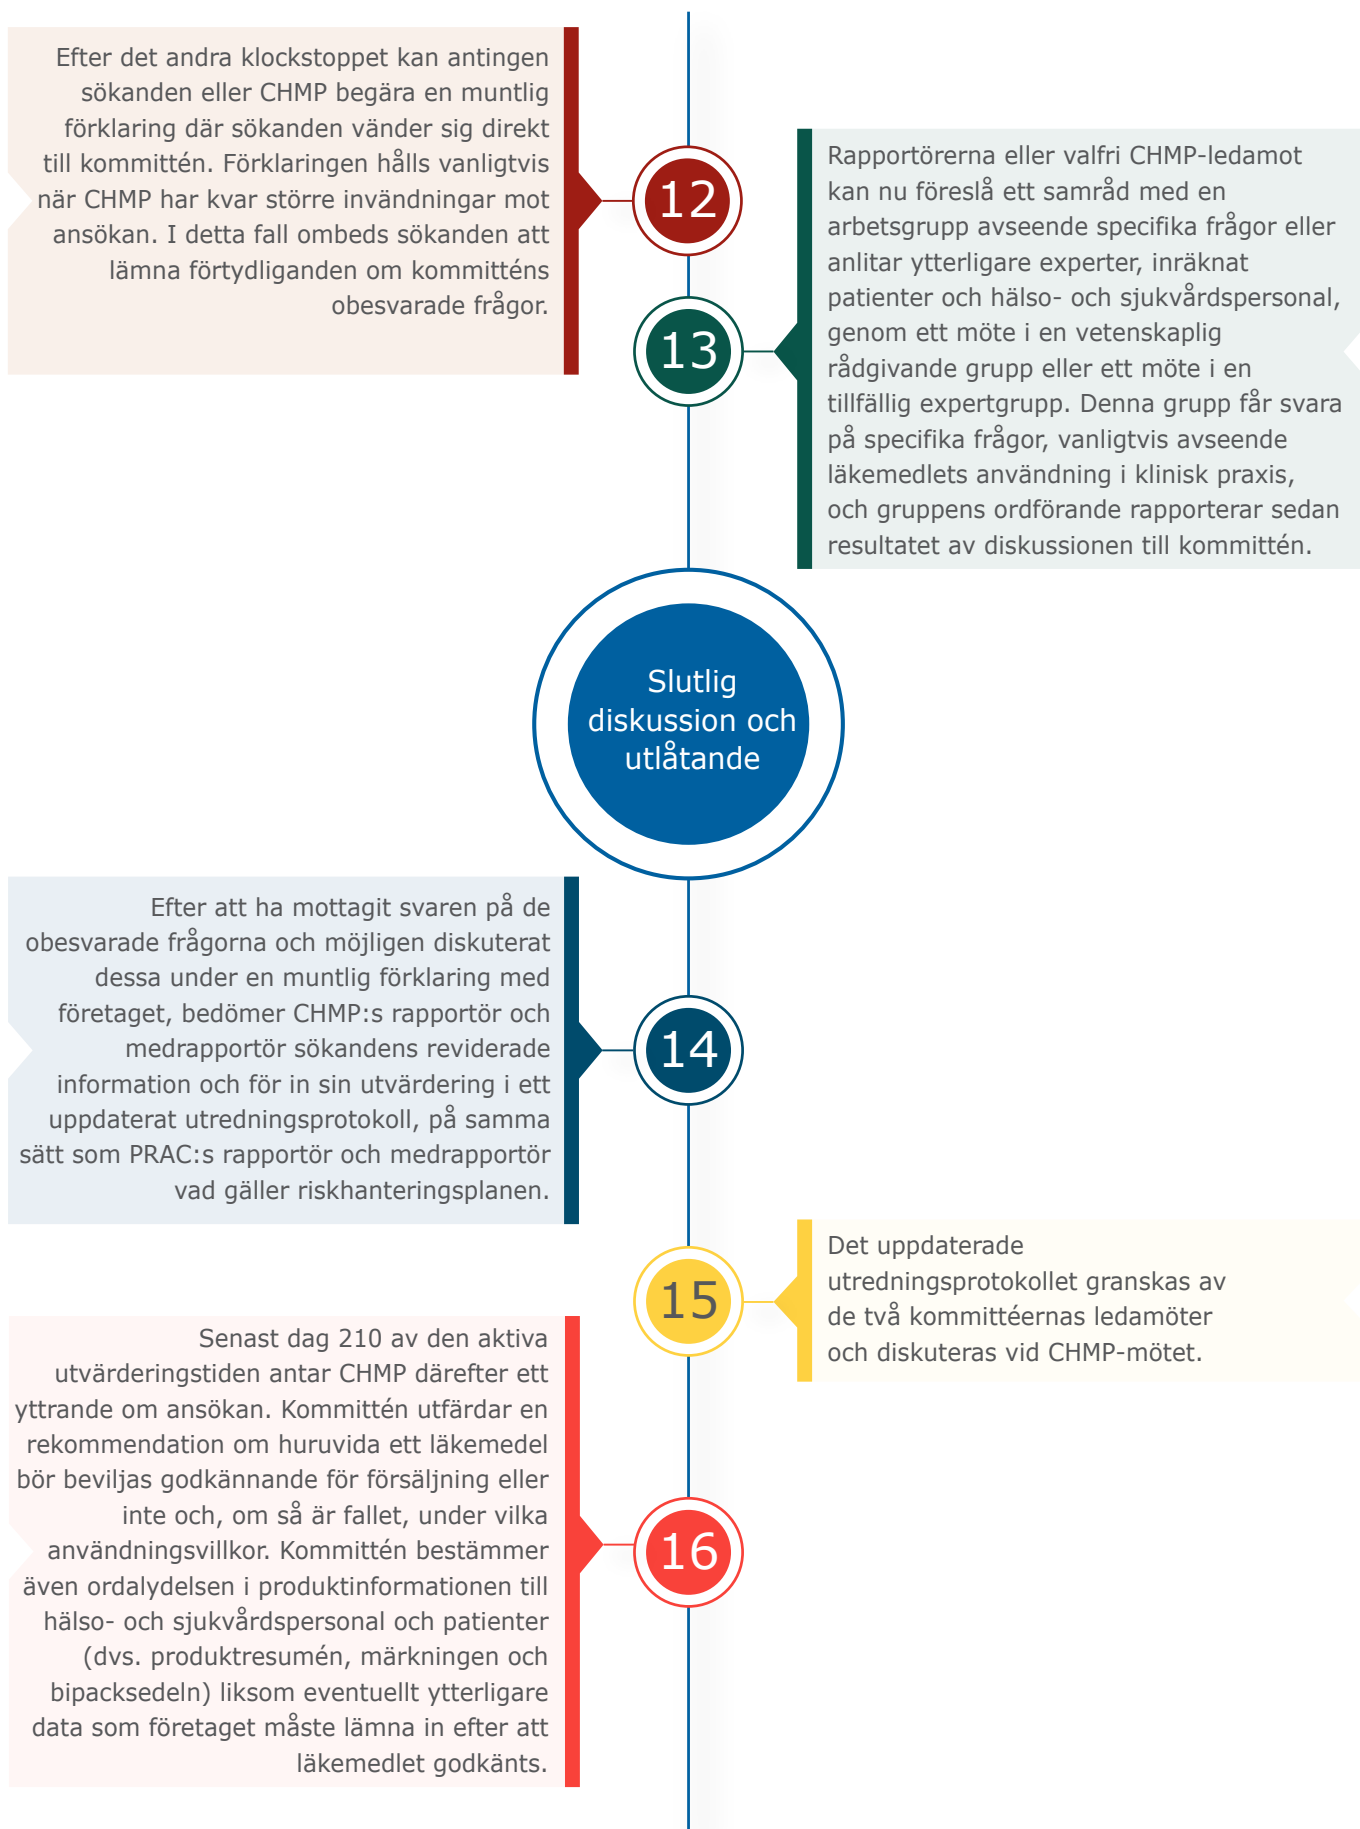 Efter det andra klockstoppet kan antingen
sökanden eller CHMP begära en muntlig
förklaring där sökanden vänder sig direkt
till kommittén. Förklaringen hålls vanligtvis
när CHMP har kvar större invändningar mot
ansökan. I detta fall ombeds sökanden att
lämna förtydliganden om kommitténs
obesvarade frågor.
12
13
Rapportörerna eller valfri CHMP-ledamot
kan nu föreslå ett samråd med en
arbetsgrupp avseende specifika frågor eller
anlitar ytterligare experter, inräknat
patienter och hälso- och sjukvårdspersonal,
genom ett möte i en vetenskaplig
rådgivande grupp eller ett möte i en
tillfällig expertgrupp. Denna grupp får svara
på specifika frågor, vanligtvis avseende
läkemedlets användning i klinisk praxis,
och gruppens ordförande rapporterar sedan
resultatet av diskussionen till kommittén.
Slutlig
diskussion och
utlåtande
Efter att ha mottagit svaren på de
obesvarade frågorna och möjligen diskuterat
dessa under en muntlig förklaring med
företaget, bedömer CHMP:s rapportör och
medrapportör sökandens reviderade
information och för in sin utvärdering i ett
uppdaterat utredningsprotokoll, på samma
sätt som PRAC:s rapportör och medrapportör
vad gäller riskhanteringsplanen.
14
15
Det uppdaterade
utredningsprotokollet granskas av
de två kommittéernas ledamöter
och diskuteras vid CHMP-mötet.
Senast dag 210 av den aktiva
utvärderingstiden antar CHMP därefter ett
yttrande om ansökan. Kommittén utfärdar en
rekommendation om huruvida ett läkemedel
bör beviljas godkännande för försäljning eller
inte och, om så är fallet, under vilka
användningsvillkor. Kommittén bestämmer
även ordalydelsen i produktinformationen till
hälso- och sjukvårdspersonal och patienter
(dvs. produktresumén, märkningen och
bipacksedeln) liksom eventuellt ytterligare
data som företaget måste lämna in efter att
läkemedlet godkänts.
16